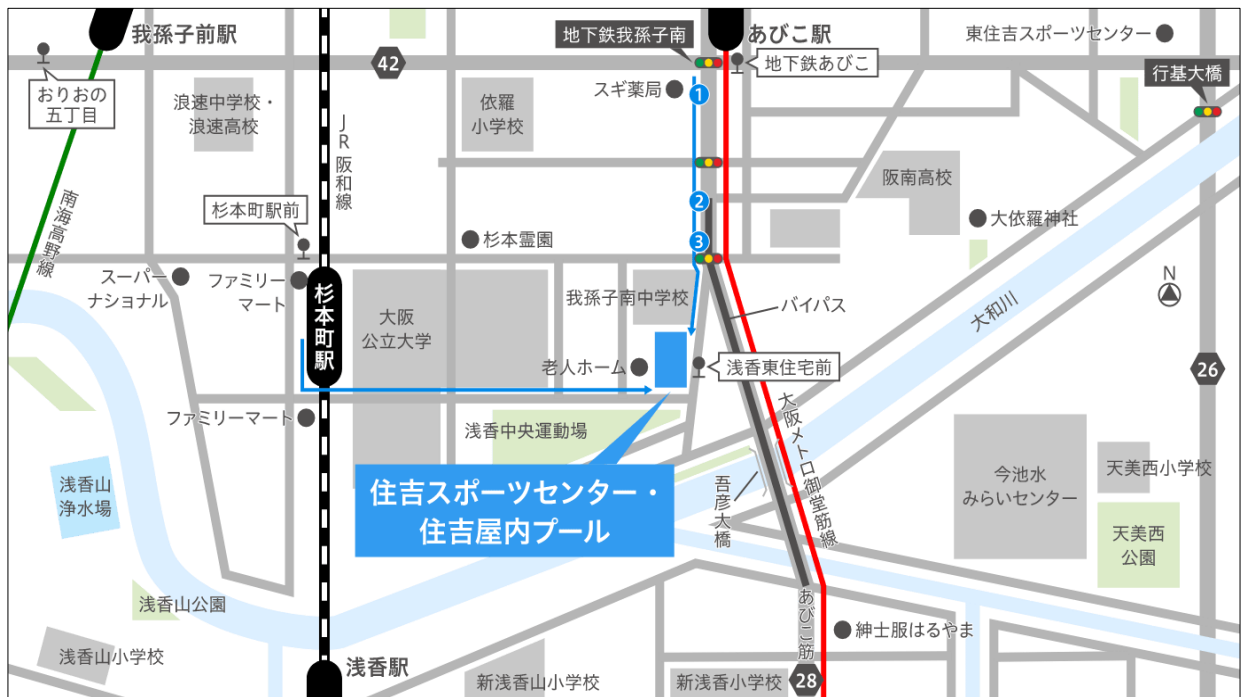 我孫子前駅
地下鉄我孫子南
あびこ駅
東住吉スポーツセンター
42
地下鉄あびこ
行基大橋
おりおの
五丁目
浪速中学校・
浪速高校
JR阪和線
依羅
小学校
スギ薬局
1
阪南高校
南海高野線
杉本町駅前
2
大依羅神社
杉本霊園
3
スーパー
ナショナル
ファミリー
マート
杉本町駅
大阪
公立大学
我孫子南中学校
バイパス
大和川
N
老人ホーム
浅香東住宅前
26
ファミリーマート
浅香中央運動場
大阪メトロ御堂筋線
浅香山
浄水場
住吉スポーツセンター・
住吉屋内プール
吾彦大橋
今池水
みらいセンター
天美西小学校
天美西
公園
浅香山公園
あびこ筋
紳士服はるやま
浅香山小学校
浅香駅
新浅香山小学校
新浅香小学校
28